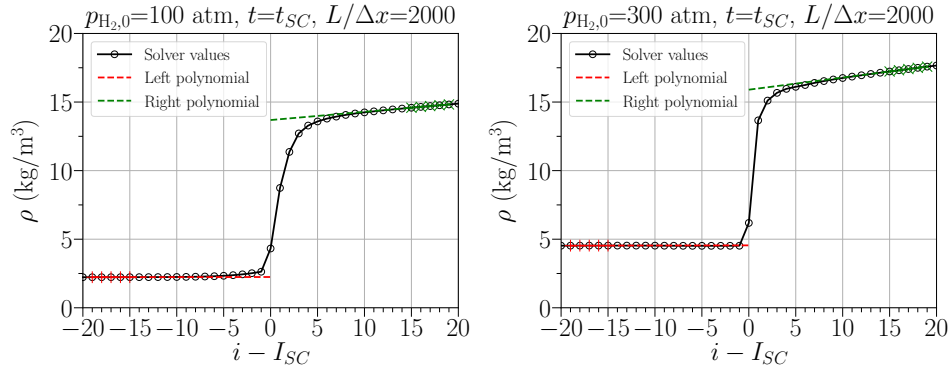 p_{H_2,0}=100 atm, t=t_{SC}, L/Δx=2000
20
15
10
5
0
ρ (kg/m³)
Solver values
Left polynomial
Right polynomial
−20 −15 −10 −5 0 5 10 15 20
i − I_{SC}
p_{H_2,0}=300 atm, t=t_{SC}, L/Δx=2000
20
15
10
5
0
ρ (kg/m³)
Solver values
Left polynomial
Right polynomial
−20 −15 −10 −5 0 5 10 15 20
i − I_{SC}